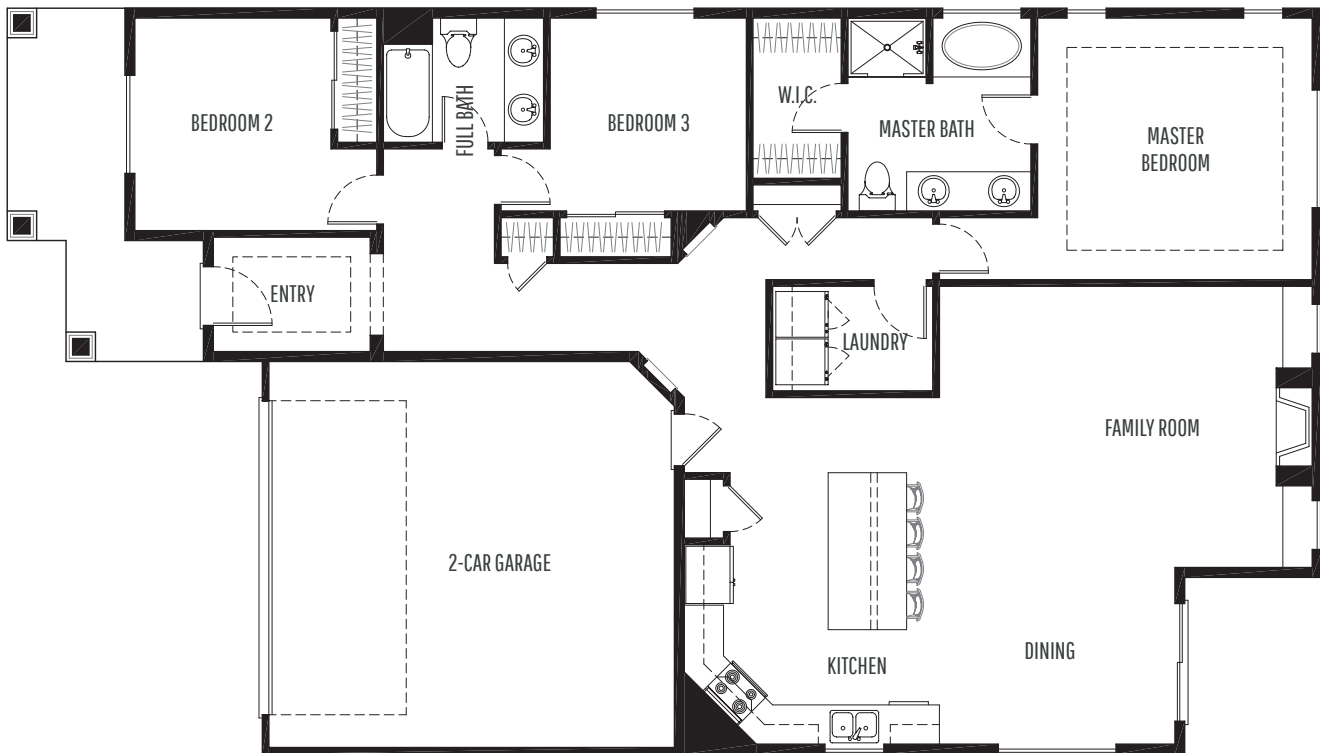 BEDROOM 2
FULL BATH
BEDROOM 3
W.I.C.
MASTER BATH
MASTER
BEDROOM
ENTRY
LAUNDRY
FAMILY ROOM
2-CAR GARAGE
KITCHEN
DINING